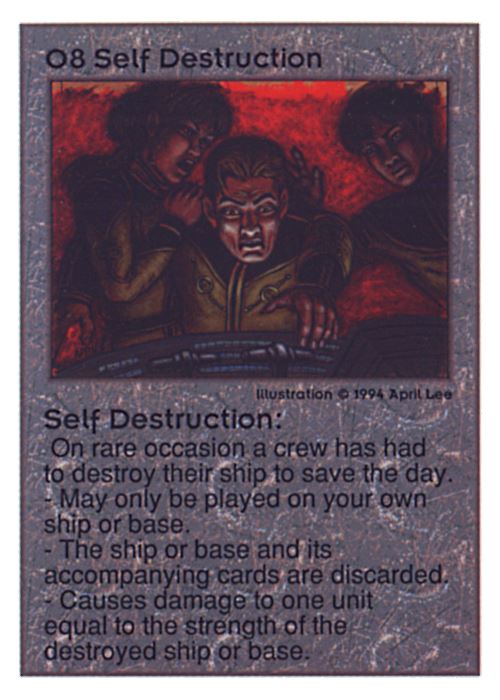 O8 Self Destruction
Illustration © 1994 April Lee
Self Destruction:
On rare occasion a crew has had
to destroy their ship to save the day.
- May only be played on your own
ship or base.
- The ship or base and its
accompanying cards are discarded.
- Causes damage to one unit
equal to the strength of the
destroyed ship or base.